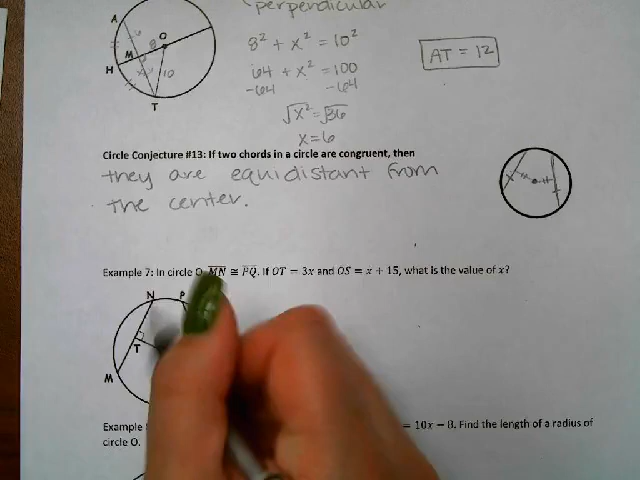 perpendicular
A
O
8
M
H
10
T
8² + x² = 10²
64 + x² = 100
-64 -64
√x² = √36
x = 6
AT = 12
Circle Conjecture #13: If two chords in a circle are congruent, then
they are equidistant from
the center.
Example 7: In circle O, MN ≅ PQ. If OT = 3x and OS = x + 15, what is the value of x?
N P
T
M
Example = 10x − 8. Find the length of a radius of
circle O.